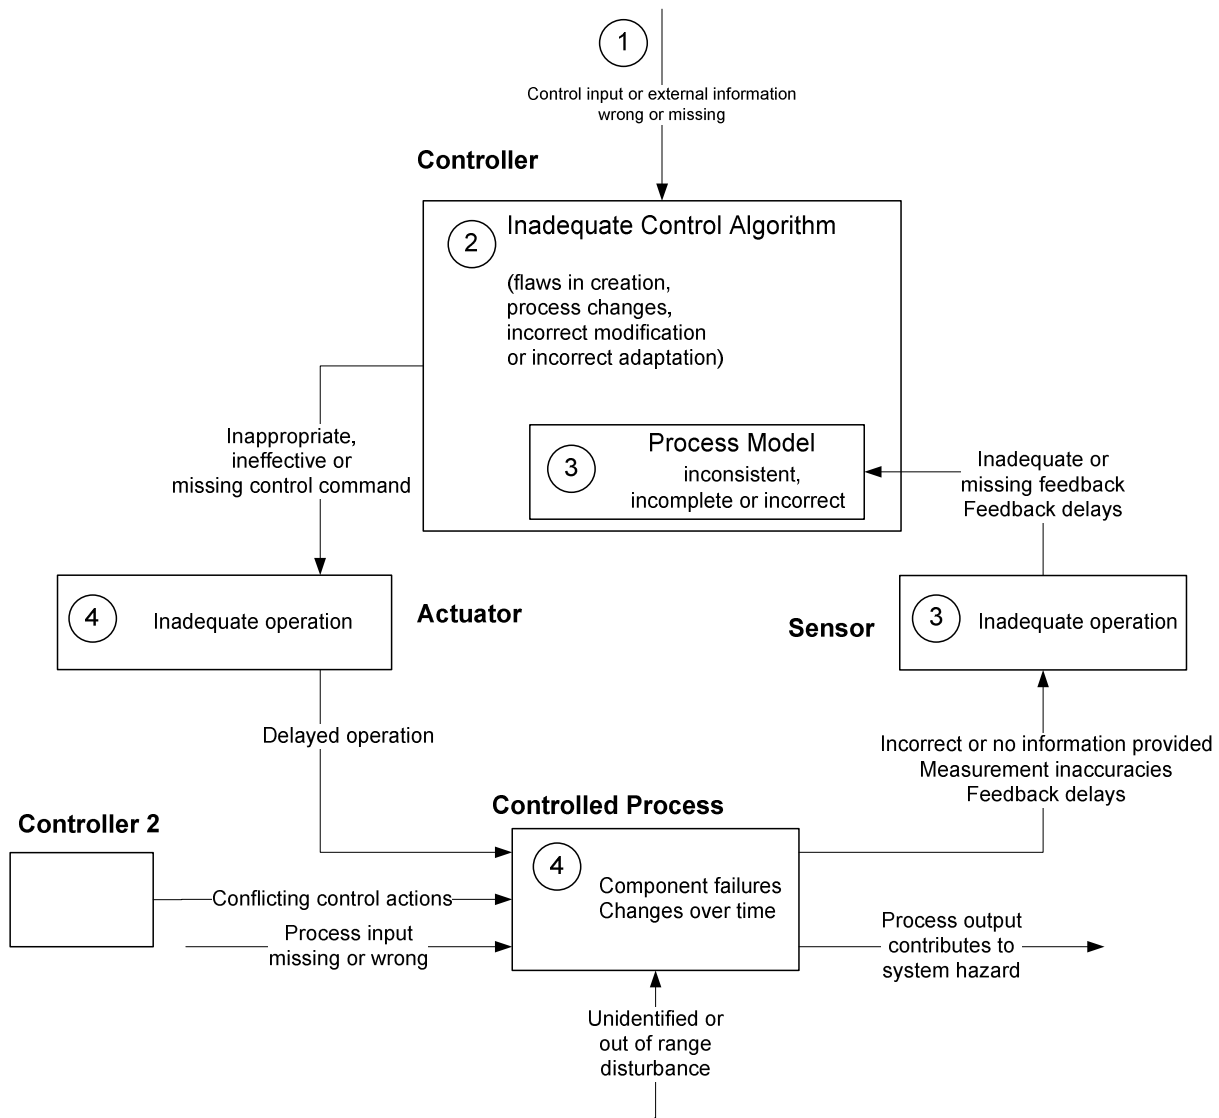 1
Control input or external information
wrong or missing
Controller
2
Inadequate Control Algorithm
(flaws in creation,
process changes,
incorrect modification
or incorrect adaptation)
Inappropriate,
ineffective or
missing control command
3
Process Model
inconsistent,
incomplete or incorrect
Inadequate or
missing feedback
Feedback delays
4
Inadequate operation
Actuator
Sensor
3
Inadequate operation
Delayed operation
Incorrect or no information provided
Measurement inaccuracies
Feedback delays
Controller 2
Controlled Process
4
Component failures
Changes over time
Conflicting control actions
Process input
missing or wrong
Process output
contributes to
system hazard
Unidentified or
out of range
disturbance